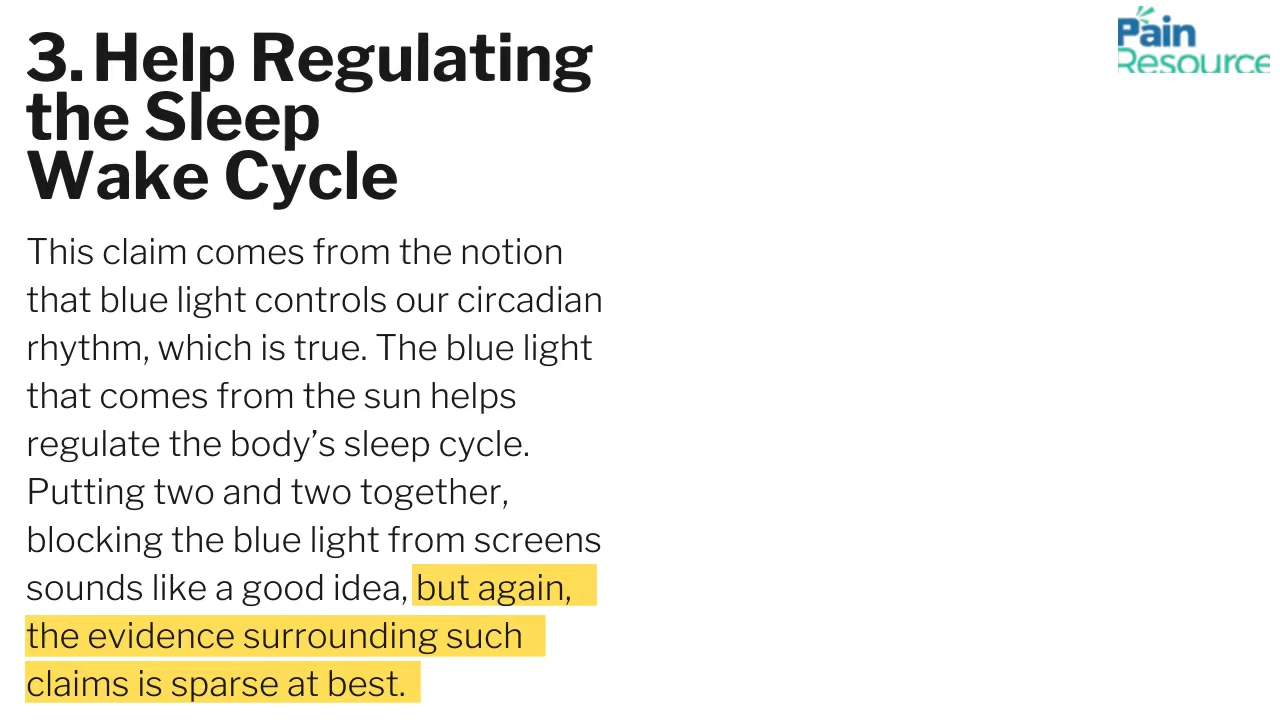 3. Help Regulating
the Sleep
Wake Cycle
Pain
Resource
This claim comes from the notion
that blue light controls our circadian
rhythm, which is true. The blue light
that comes from the sun helps
regulate the body’s sleep cycle.
Putting two and two together,
blocking the blue light from screens
sounds like a good idea, but again,
the evidence surrounding such
claims is sparse at best.